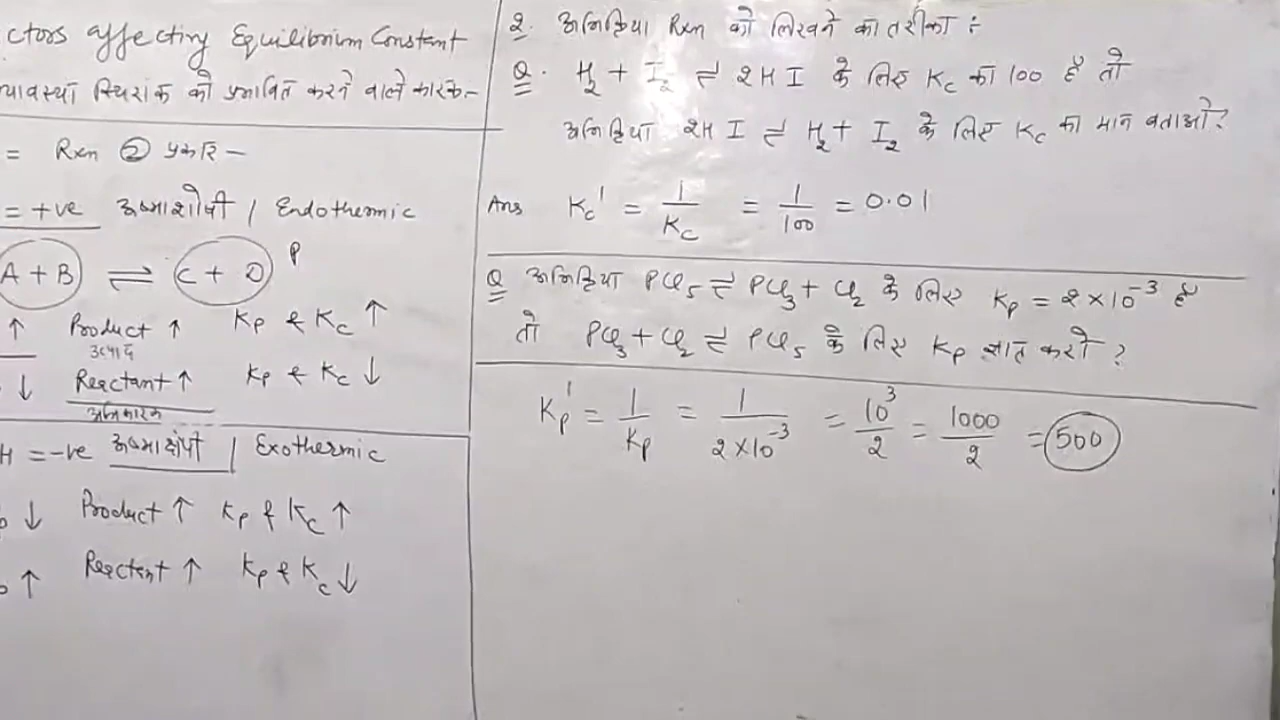 ctors affecting Equilibrium Constant
स्थिरांक को प्रभावित करने वाले कारक:-
= Rxn ② प्रकार -
= +ve ऊष्माशोषी / Endothermic
A + B ⇌ C + D P
↑ Product ↑ Kp & Kc ↑
उत्पाद
↓ Reactant ↑ Kp & Kc ↓
अभिकारक
H = -ve ऊष्माक्षेपी / Exothermic
↓ Product ↑ Kp & Kc ↑
↑ Reactant ↑ Kp & Kc ↓
2. अभिक्रिया Rxn को लिखने का तरीका :
Q. H₂ + I₂ ⇌ 2HI के लिए Kc का 100 है तो
अभिक्रिया 2HI ⇌ H₂ + I₂ के लिए Kc का मान बताओ?
Ans Kc' = 1/Kc = 1/100 = 0.01
Q अभिक्रिया PCl₅ ⇌ PCl₃ + Cl₂ के लिए Kp = 2×10⁻³ है
तो PCl₃ + Cl₂ ⇌ PCl₅ के लिए Kp ज्ञात करो ?
Kp' = 1/Kp = 1/2×10⁻³ = 10³/2 = 1000/2 = 500